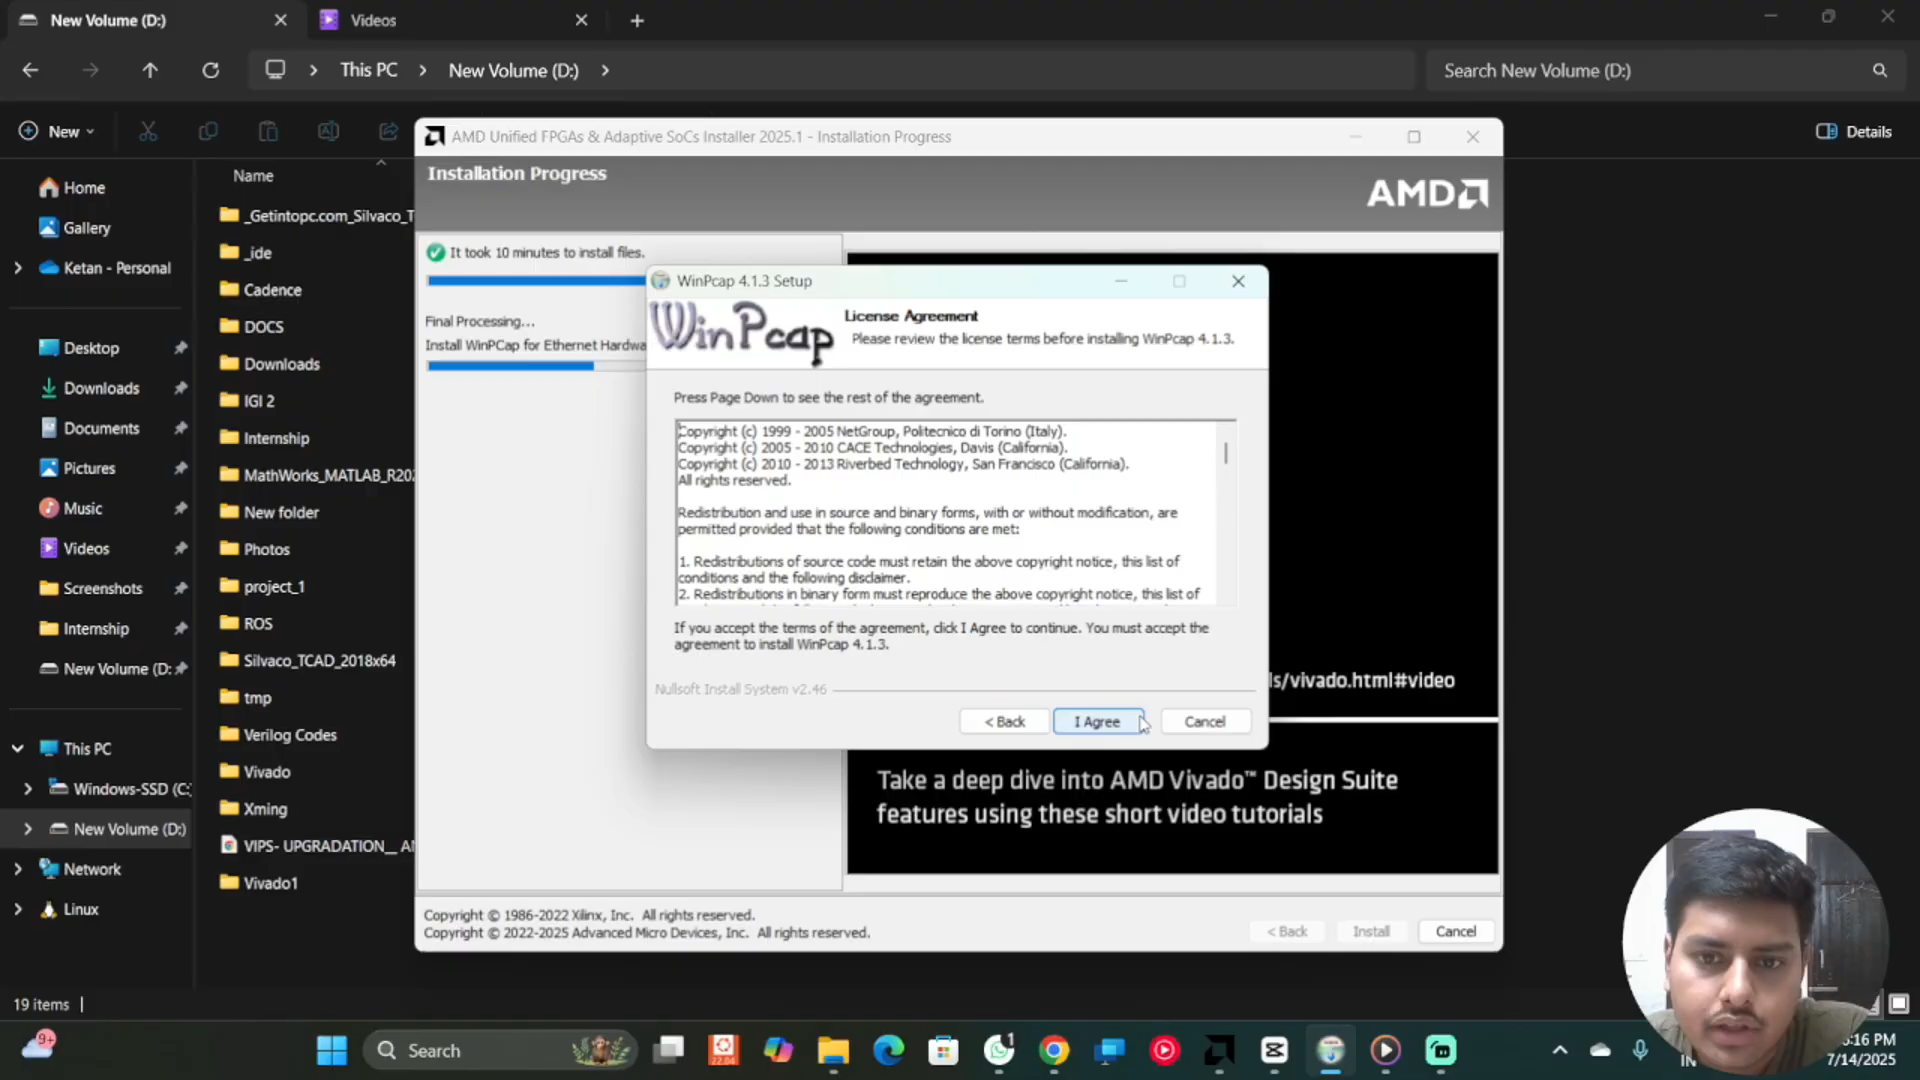 New Volume (D:)
Videos
This PC
New Volume (D:)
Search New Volume (D:)
New
Details
Name
Home
Gallery
Ketan - Personal
Desktop
Downloads
Documents
Pictures
Music
Videos
Screenshots
Internship
New Volume (D:
This PC
Windows-SSD (C:
New Volume (D:)
Network
Linux
_Getintopc.com_Silvaco_T
_ide
Cadence
DOCS
Downloads
IGI 2
Internship
MathWorks_MATLAB_R202
New folder
Photos
project_1
ROS
Silvaco_TCAD_2018x64
tmp
Verilog Codes
Vivado
Xming
VIPS- UPGRADATION__ AN
Vivado1
AMD Unified FPGAs & Adaptive SoCs Installer 2025.1 - Installation Progress
Installation Progress
AMD
It took 10 minutes to install files.
Final Processing...
Install WinPCap for Ethernet Hardwa
WinPcap 4.1.3 Setup
WinPcap
License Agreement
Please review the license terms before installing WinPcap 4.1.3.
Press Page Down to see the rest of the agreement.
Copyright (c) 1999 - 2005 NetGroup, Politecnico di Torino (Italy).
Copyright (c) 2005 - 2010 CACE Technologies, Davis (California).
Copyright (c) 2010 - 2013 Riverbed Technology, San Francisco (California).
All rights reserved.
Redistribution and use in source and binary forms, with or without modification, are
permitted provided that the following conditions are met:
1. Redistributions of source code must retain the above copyright notice, this list of
conditions and the following disclaimer.
2. Redistributions in binary form must reproduce the above copyright notice, this list of
If you accept the terms of the agreement, click I Agree to continue. You must accept the
agreement to install WinPcap 4.1.3.
Nullsoft Install System v2.46
< Back
I Agree
Cancel
ls/vivado.html#video
Take a deep dive into AMD Vivado™ Design Suite
features using these short video tutorials
Copyright © 1986-2022 Xilinx, Inc. All rights reserved.
Copyright © 2022-2025 Advanced Micro Devices, Inc. All rights reserved.
< Back
Install
Cancel
19 items
9+
Search
22.04
1
IN
:16 PM
7/14/2025